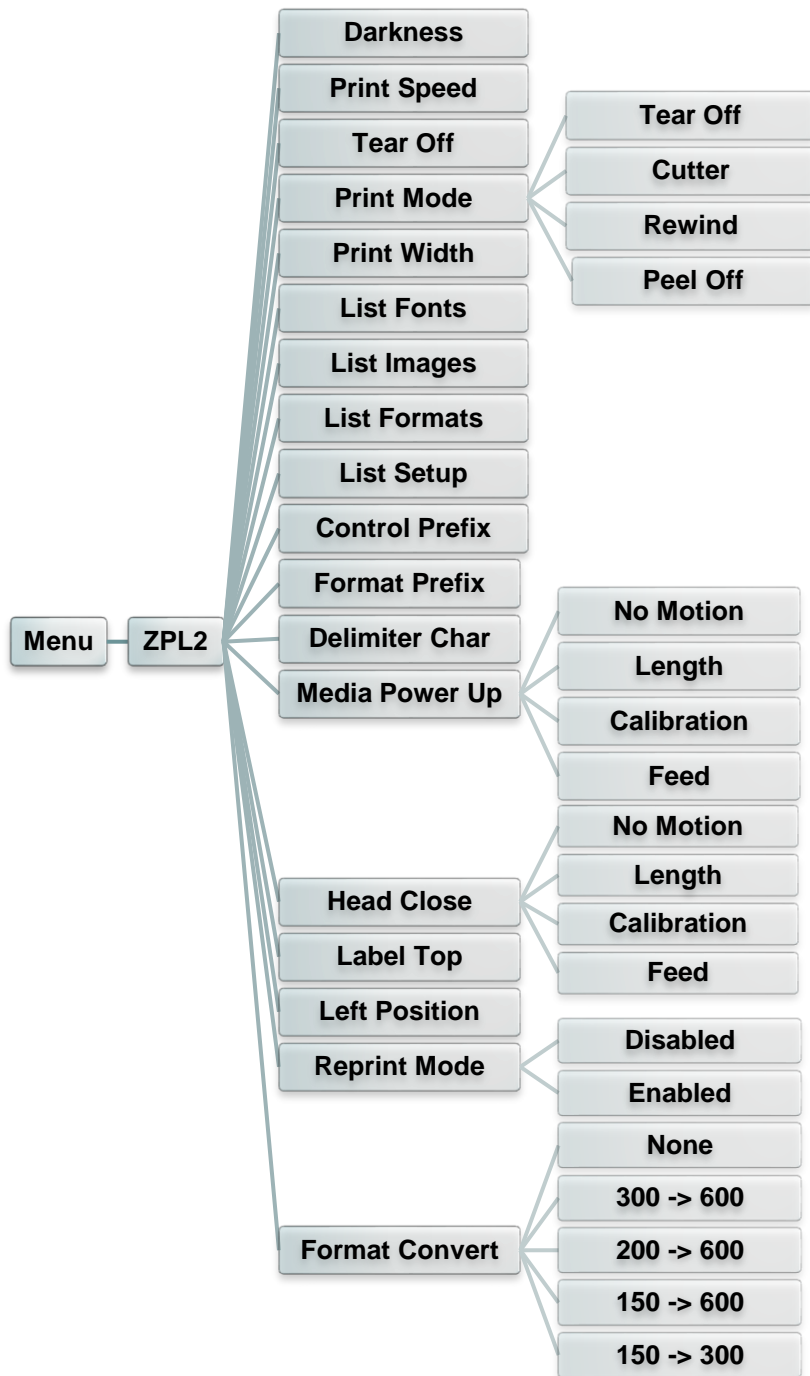 Menu
ZPL2
Darkness
Print Speed
Tear Off
Print Mode
Tear Off
Cutter
Rewind
Peel Off
Print Width
List Fonts
List Images
List Formats
List Setup
Control Prefix
Format Prefix
Delimiter Char
Media Power Up
No Motion
Length
Calibration
Feed
Head Close
No Motion
Length
Calibration
Feed
Label Top
Left Position
Reprint Mode
Disabled
Enabled
Format Convert
None
300 -> 600
200 -> 600
150 -> 600
150 -> 300